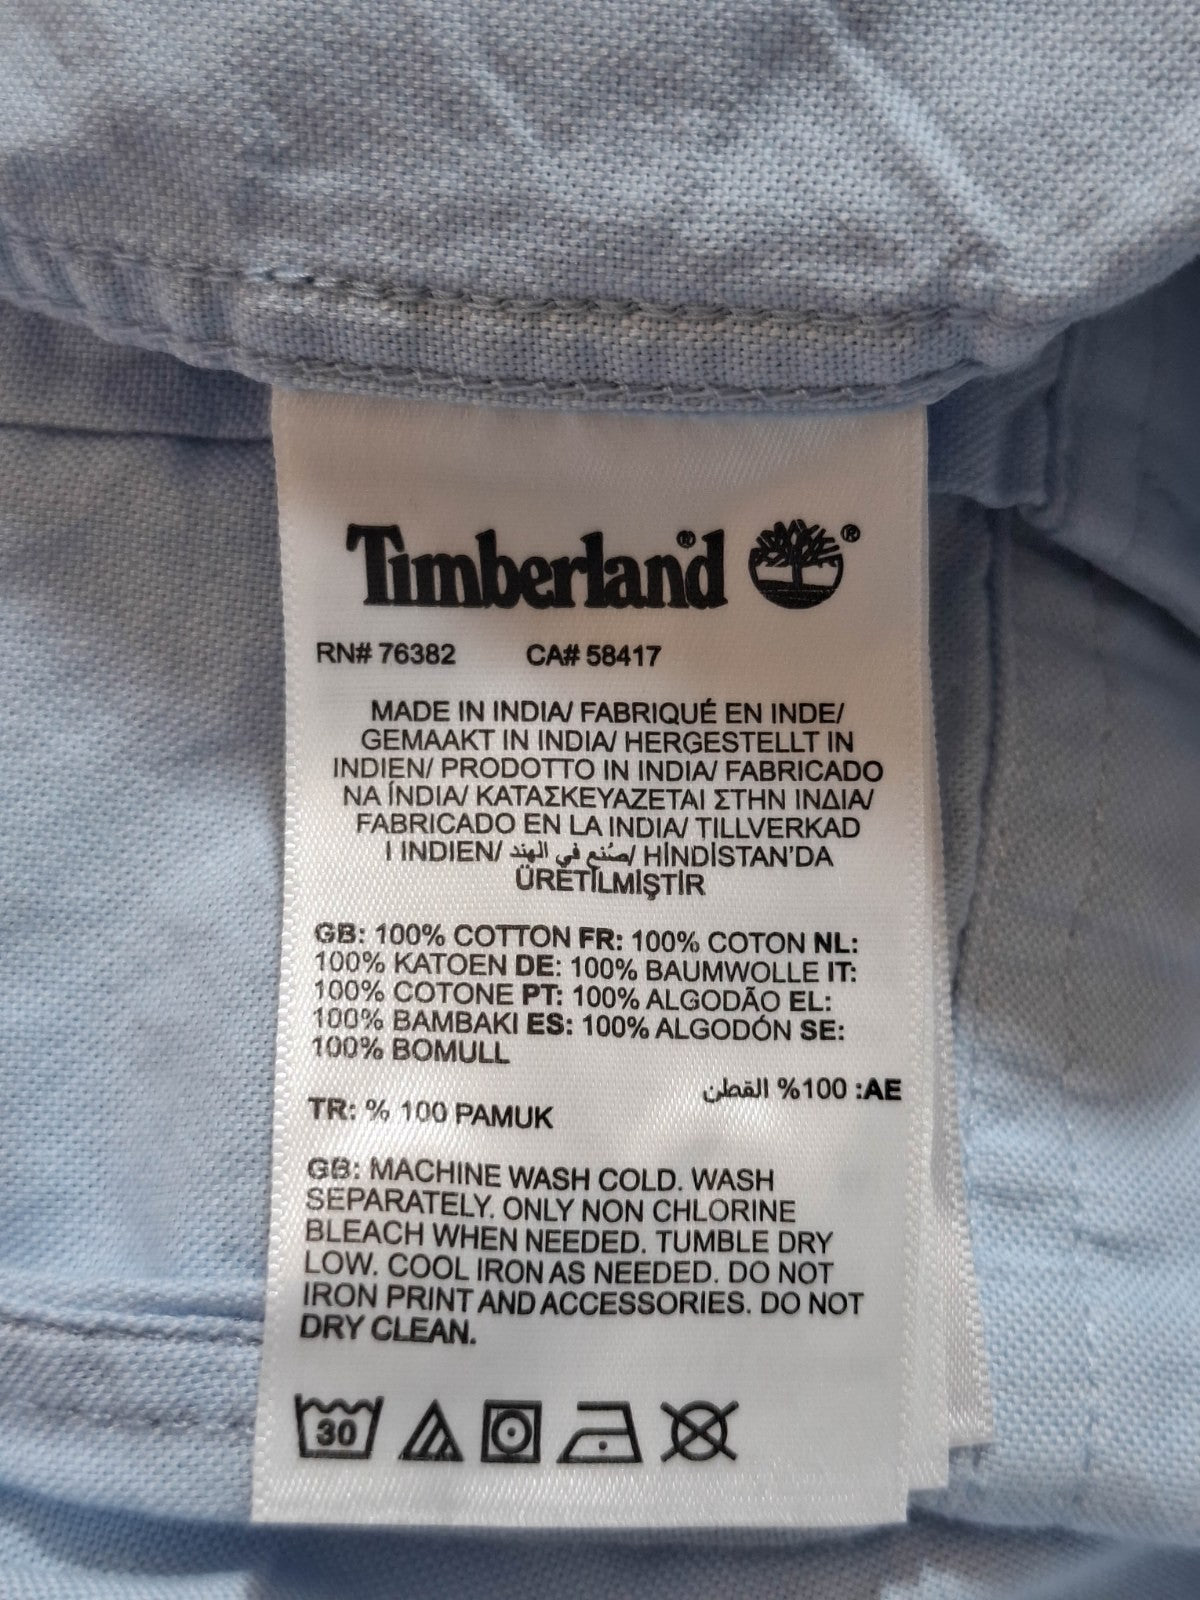 Timberland® ®
RN# 76382 CA# 58417
MADE IN INDIA/ FABRIQUÉ EN INDE/
GEMAAKT IN INDIA/ HERGESTELLT IN
INDIEN/ PRODOTTO IN INDIA/ FABRICADO
NA ÍNDIA/ ΚΑΤΑΣΚΕΥΑΖΕΤΑΙ ΣΤΗΝ ΙΝΔΙΑ/
FABRICADO EN LA INDIA/ TILLVERKAD
I INDIEN/ صُنع في الهند/ HİNDİSTAN'DA
ÜRETİLMİŞTİR
GB: 100% COTTON FR: 100% COTON NL:
100% KATOEN DE: 100% BAUMWOLLE IT:
100% COTONE PT: 100% ALGODÃO EL:
100% BAMBAKI ES: 100% ALGODÓN SE:
100% BOMULL
AE: 100% القطن
TR: % 100 PAMUK
GB: MACHINE WASH COLD. WASH
SEPARATELY. ONLY NON CHLORINE
BLEACH WHEN NEEDED. TUMBLE DRY
LOW. COOL IRON AS NEEDED. DO NOT
IRON PRINT AND ACCESSORIES. DO NOT
DRY CLEAN.
30